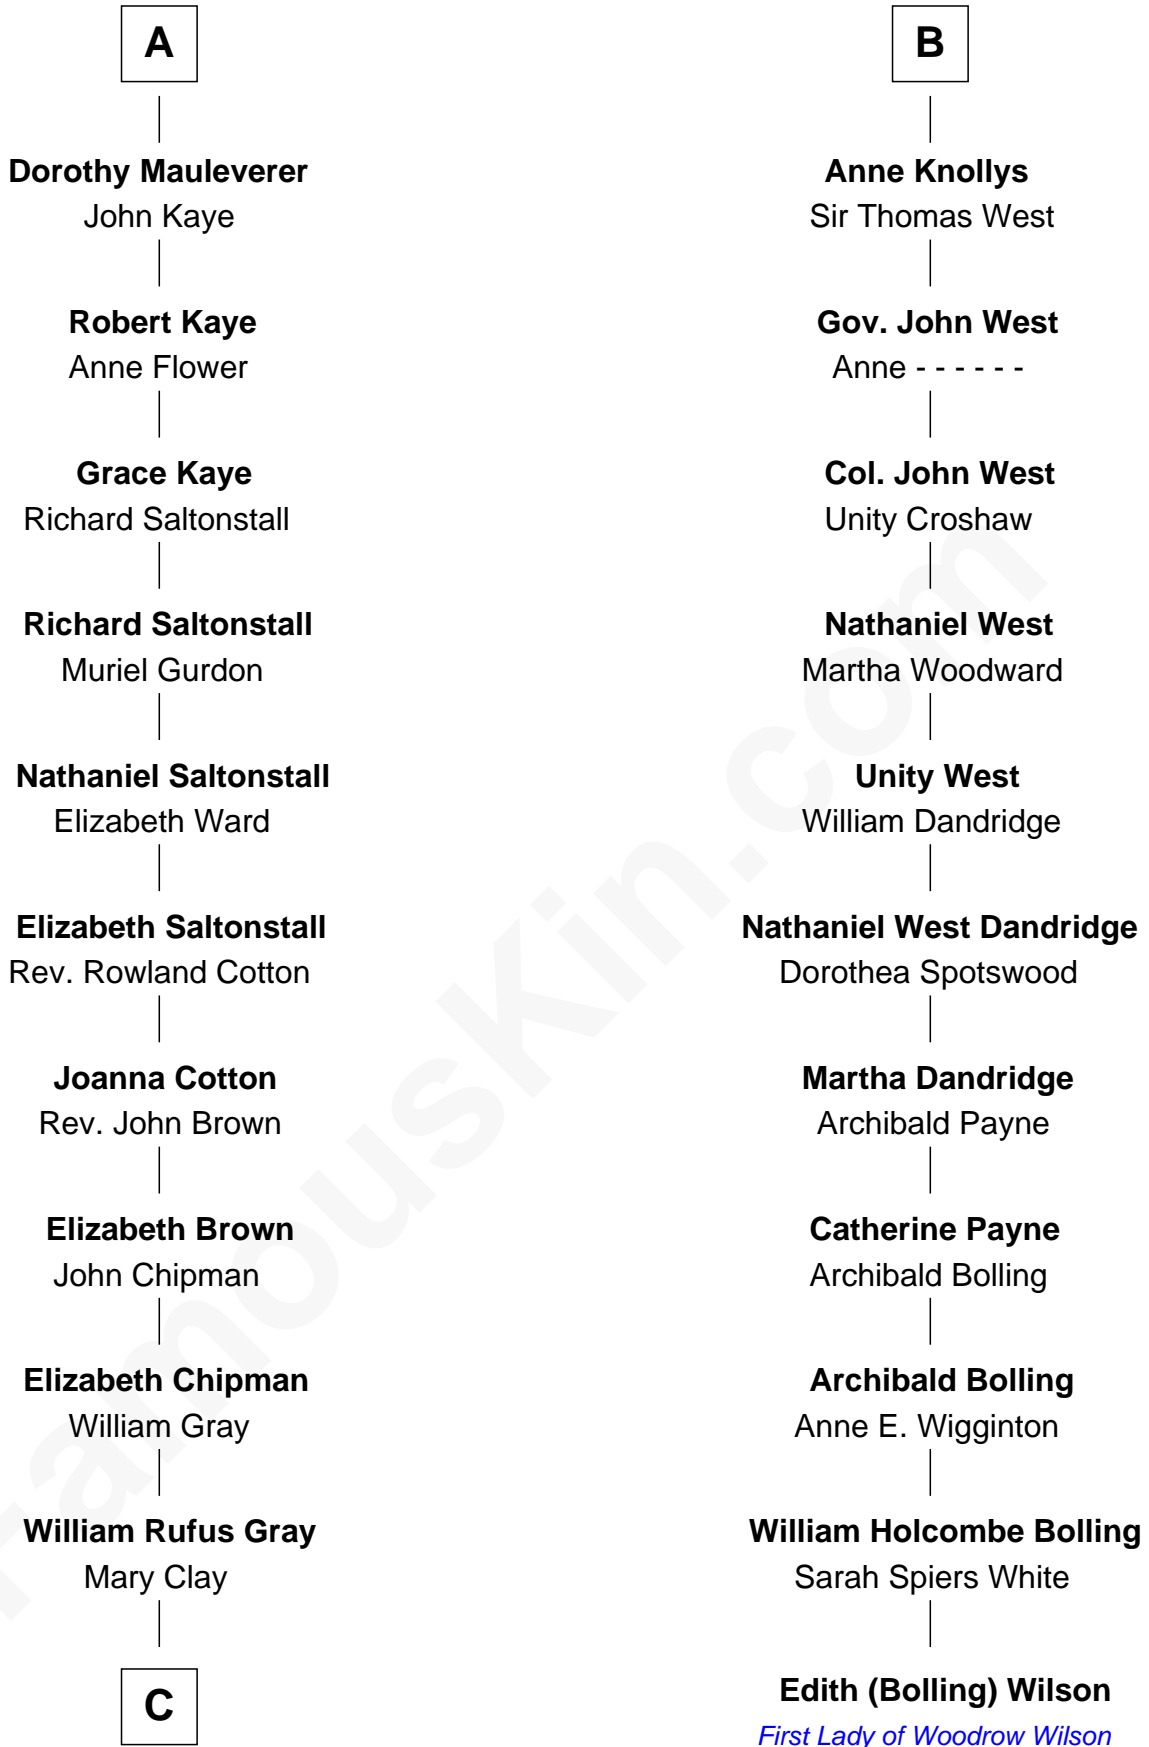 A
Dorothy Mauleverer
John Kaye
Robert Kaye
Anne Flower
Grace Kaye
Richard Saltonstall
Richard Saltonstall
Muriel Gurdon
Nathaniel Saltonstall
Elizabeth Ward
Elizabeth Saltonstall
Rev. Rowland Cotton
Joanna Cotton
Rev. John Brown
Elizabeth Brown
John Chipman
Elizabeth Chipman
William Gray
William Rufus Gray
Mary Clay
C
B
Anne Knollys
Sir Thomas West
Gov. John West
Anne - - - - - -
Col. John West
Unity Croshaw
Nathaniel West
Martha Woodward
Unity West
William Dandridge
Nathaniel West Dandridge
Dorothea Spotswood
Martha Dandridge
Archibald Payne
Catherine Payne
Archibald Bolling
Archibald Bolling
Anne E. Wigginton
William Holcombe Bolling
Sarah Spiers White
Edith (Bolling) Wilson
First Lady of Woodrow Wilson
FamousKin.com